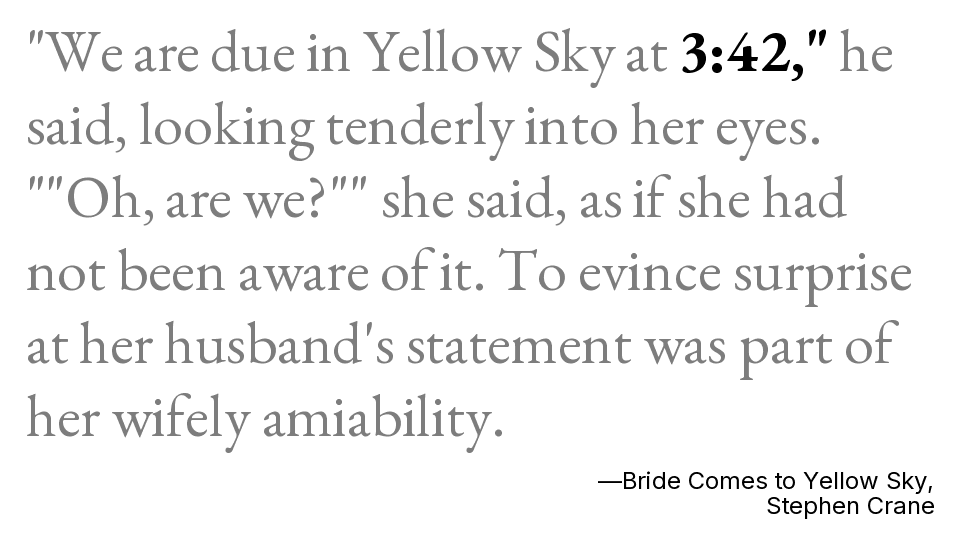 "We are due in Yellow Sky at 3:42," he
said, looking tenderly into her eyes.
""Oh, are we?"" she said, as if she had
not been aware of it. To evince surprise
at her husband's statement was part of
her wifely amiability.
—Bride Comes to Yellow Sky,
Stephen Crane